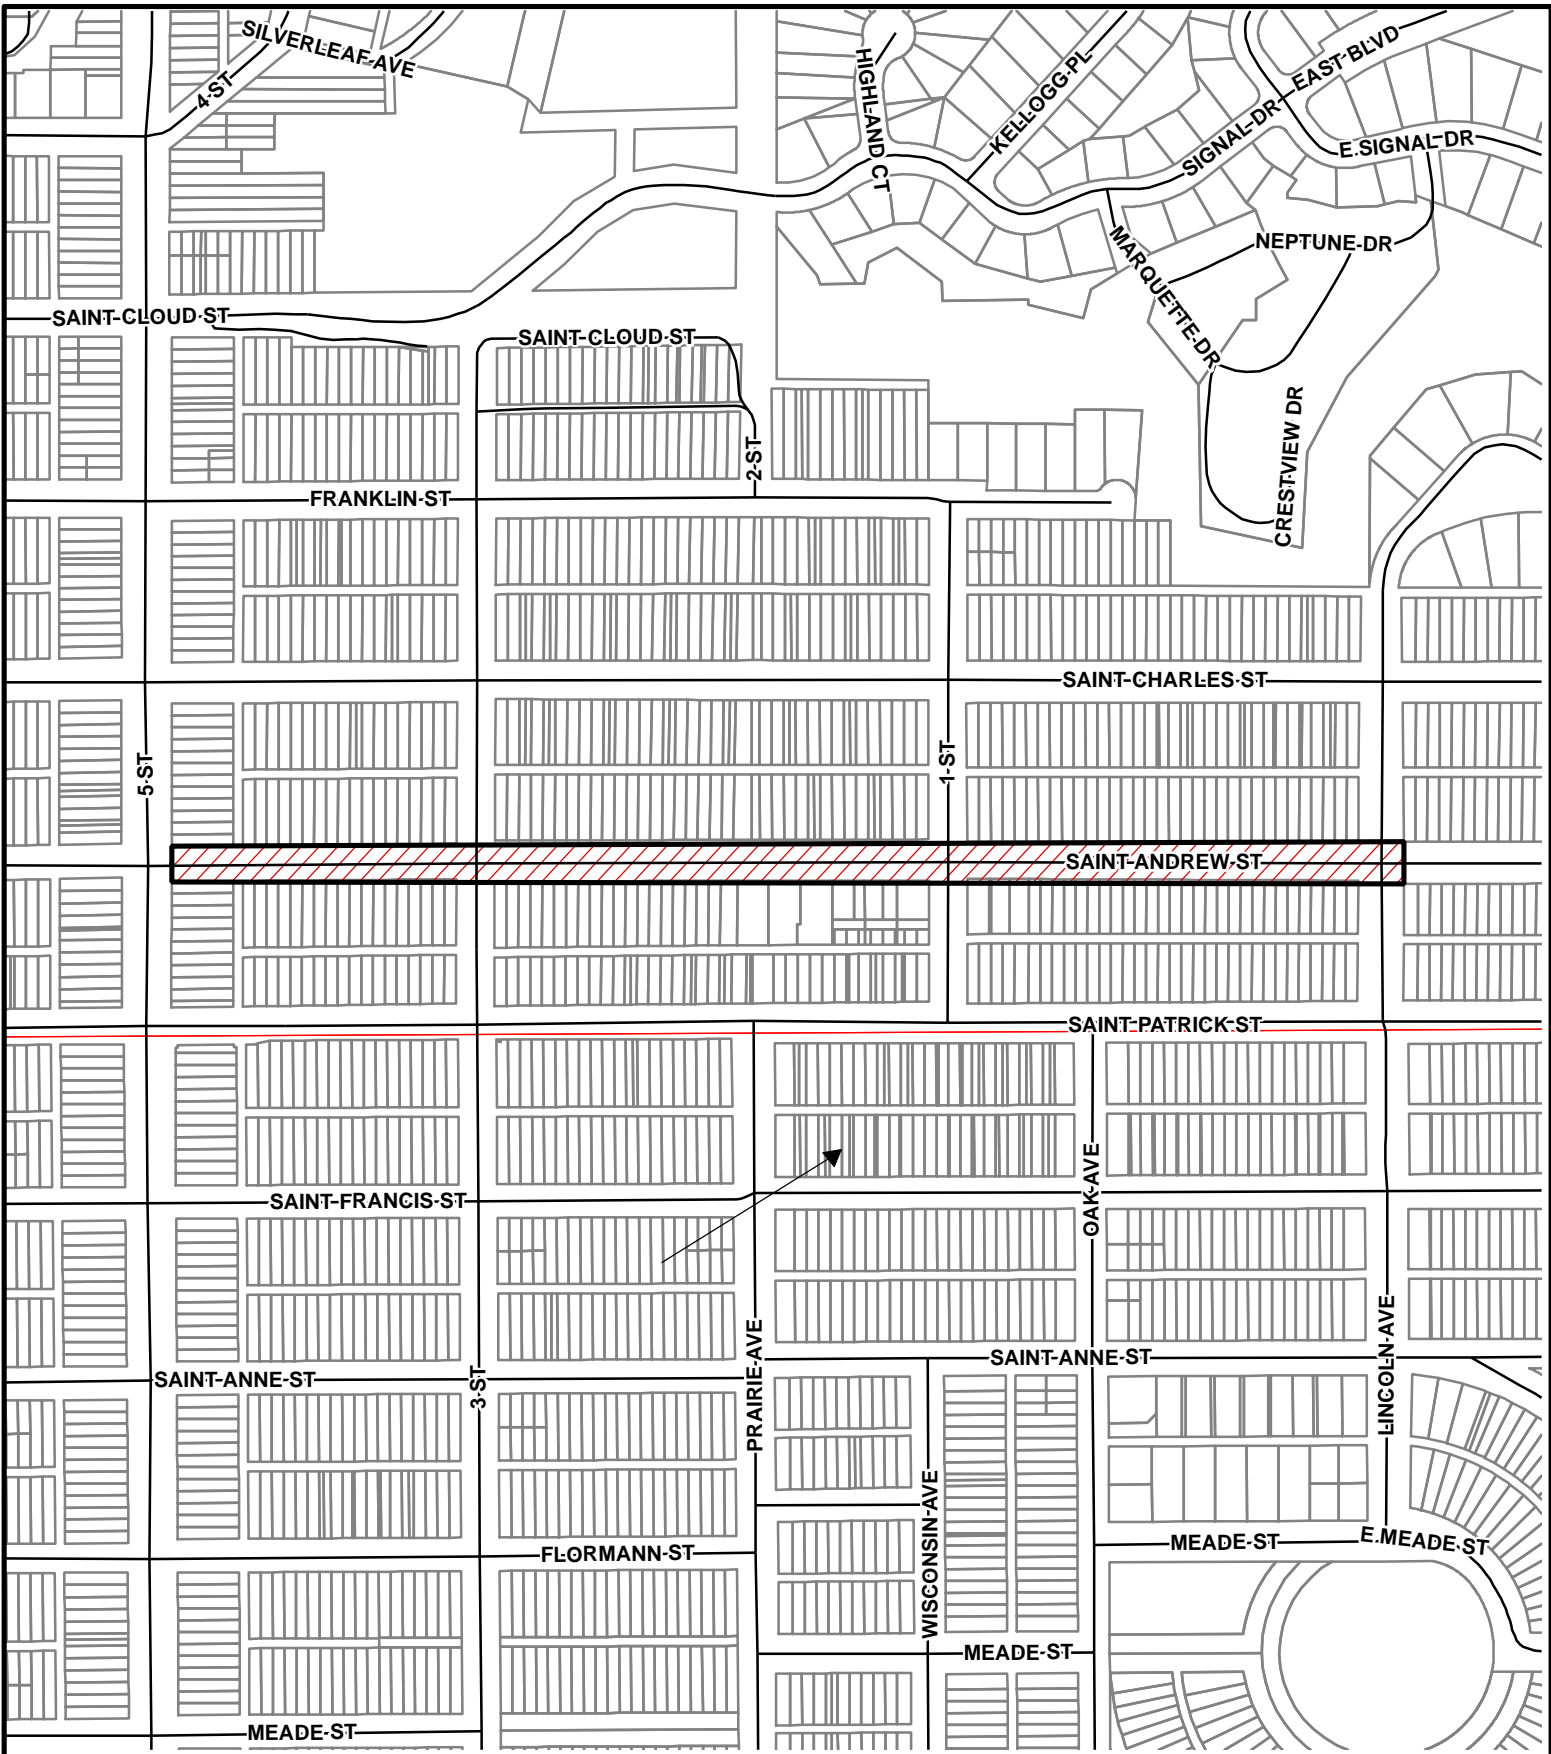 SILVERLEAF AVE
4 ST
HIGHLAND CT
KELLOGG PL
EAST BLVD
SIGNAL DR
E SIGNAL DR
NEPTUNE DR
MARQUETTE DR
SAINT CLOUD ST
SAINT CLOUD ST
CRESTVIEW DR
2 ST
FRANKLIN ST
SAINT CHARLES ST
5 ST
1 ST
SAINT ANDREW ST
SAINT PATRICK ST
OAK AVE
SAINT FRANCIS ST
LINCOLN AVE
PRAIRIE AVE
SAINT ANNE ST
SAINT ANNE ST
3 ST
WISCONSIN AVE
MEADE ST
E MEADE ST
FLORMANN ST
MEADE ST
MEADE ST